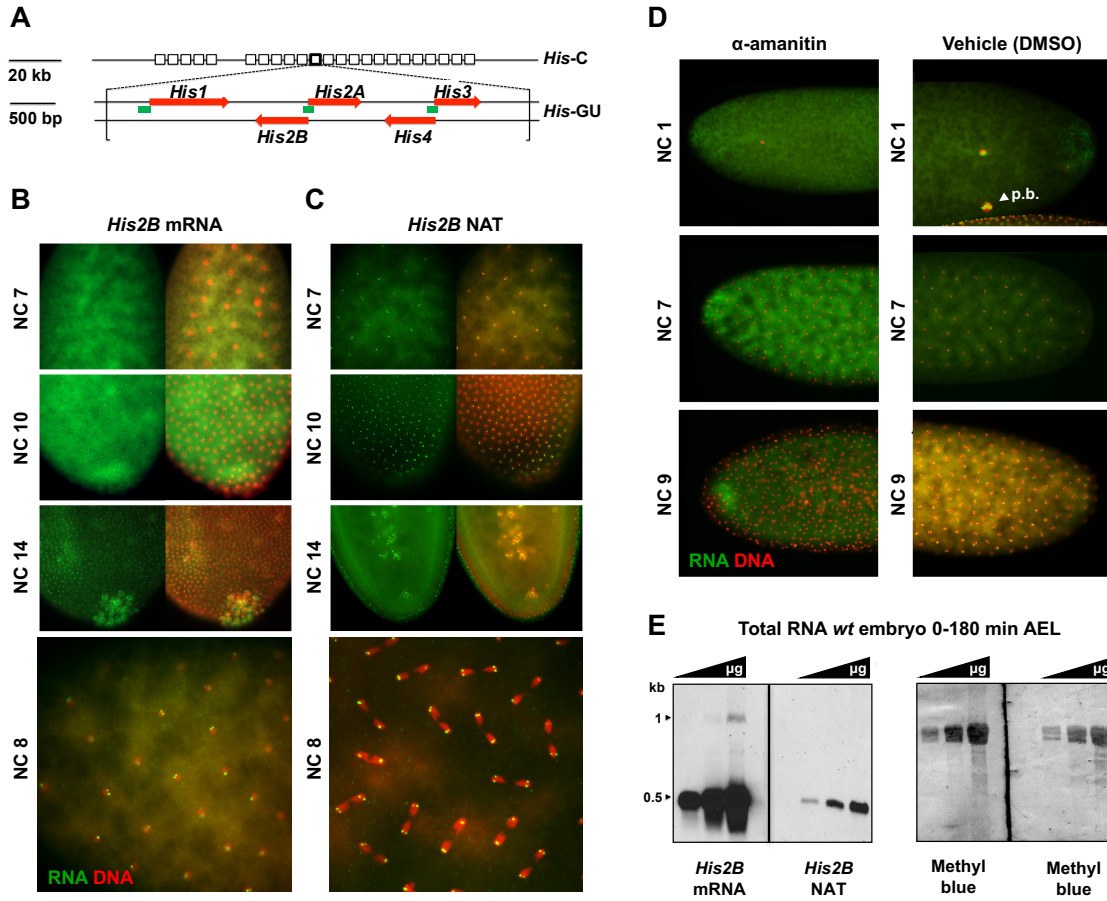 A
His-C
20 kb
His1
His2A
His3
500 bp
His-GU
His2B
His4
B
His2B mRNA
NC 7
NC 10
NC 14
NC 8
RNA DNA
C
His2B NAT
NC 7
NC 10
NC 14
NC 8
D
α-amanitin
Vehicle (DMSO)
NC 1
NC 1
p.b.
NC 7
NC 7
NC 9
NC 9
RNA DNA
E
Total RNA wt embryo 0-180 min AEL
µg
µg
µg
µg
kb
1
0.5
His2B
mRNA
His2B
NAT
Methyl
blue
Methyl
blue